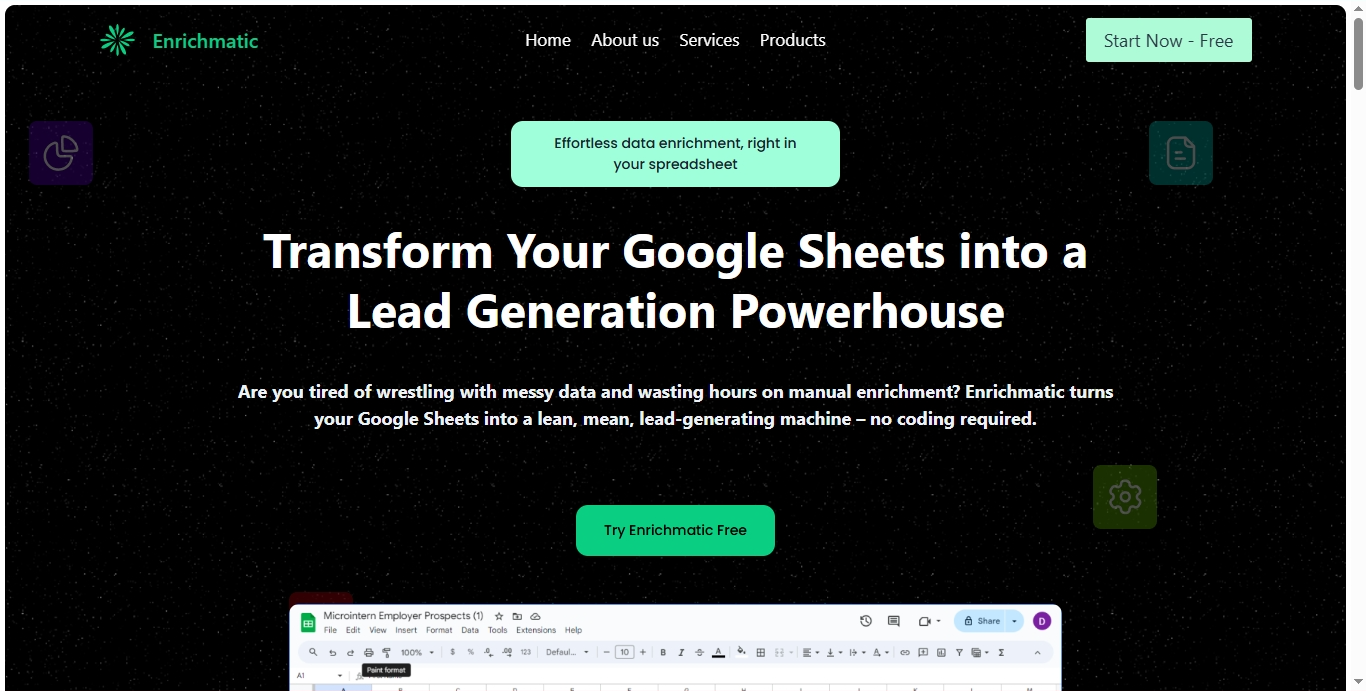 Enrichmatic
Home About us Services Products
Start Now - Free
Effortless data enrichment, right in
your spreadsheet
Transform Your Google Sheets into a
Lead Generation Powerhouse
Are you tired of wrestling with messy data and wasting hours on manual enrichment? Enrichmatic turns
your Google Sheets into a lean, mean, lead-generating machine – no coding required.
Try Enrichmatic Free
Microintern Employer Prospects (1)
File Edit View Insert Format Data Tools Extensions Help
Share
D
100% $ % .0 .00 123 Defaul... − 10 + B I A
Paint format
A1